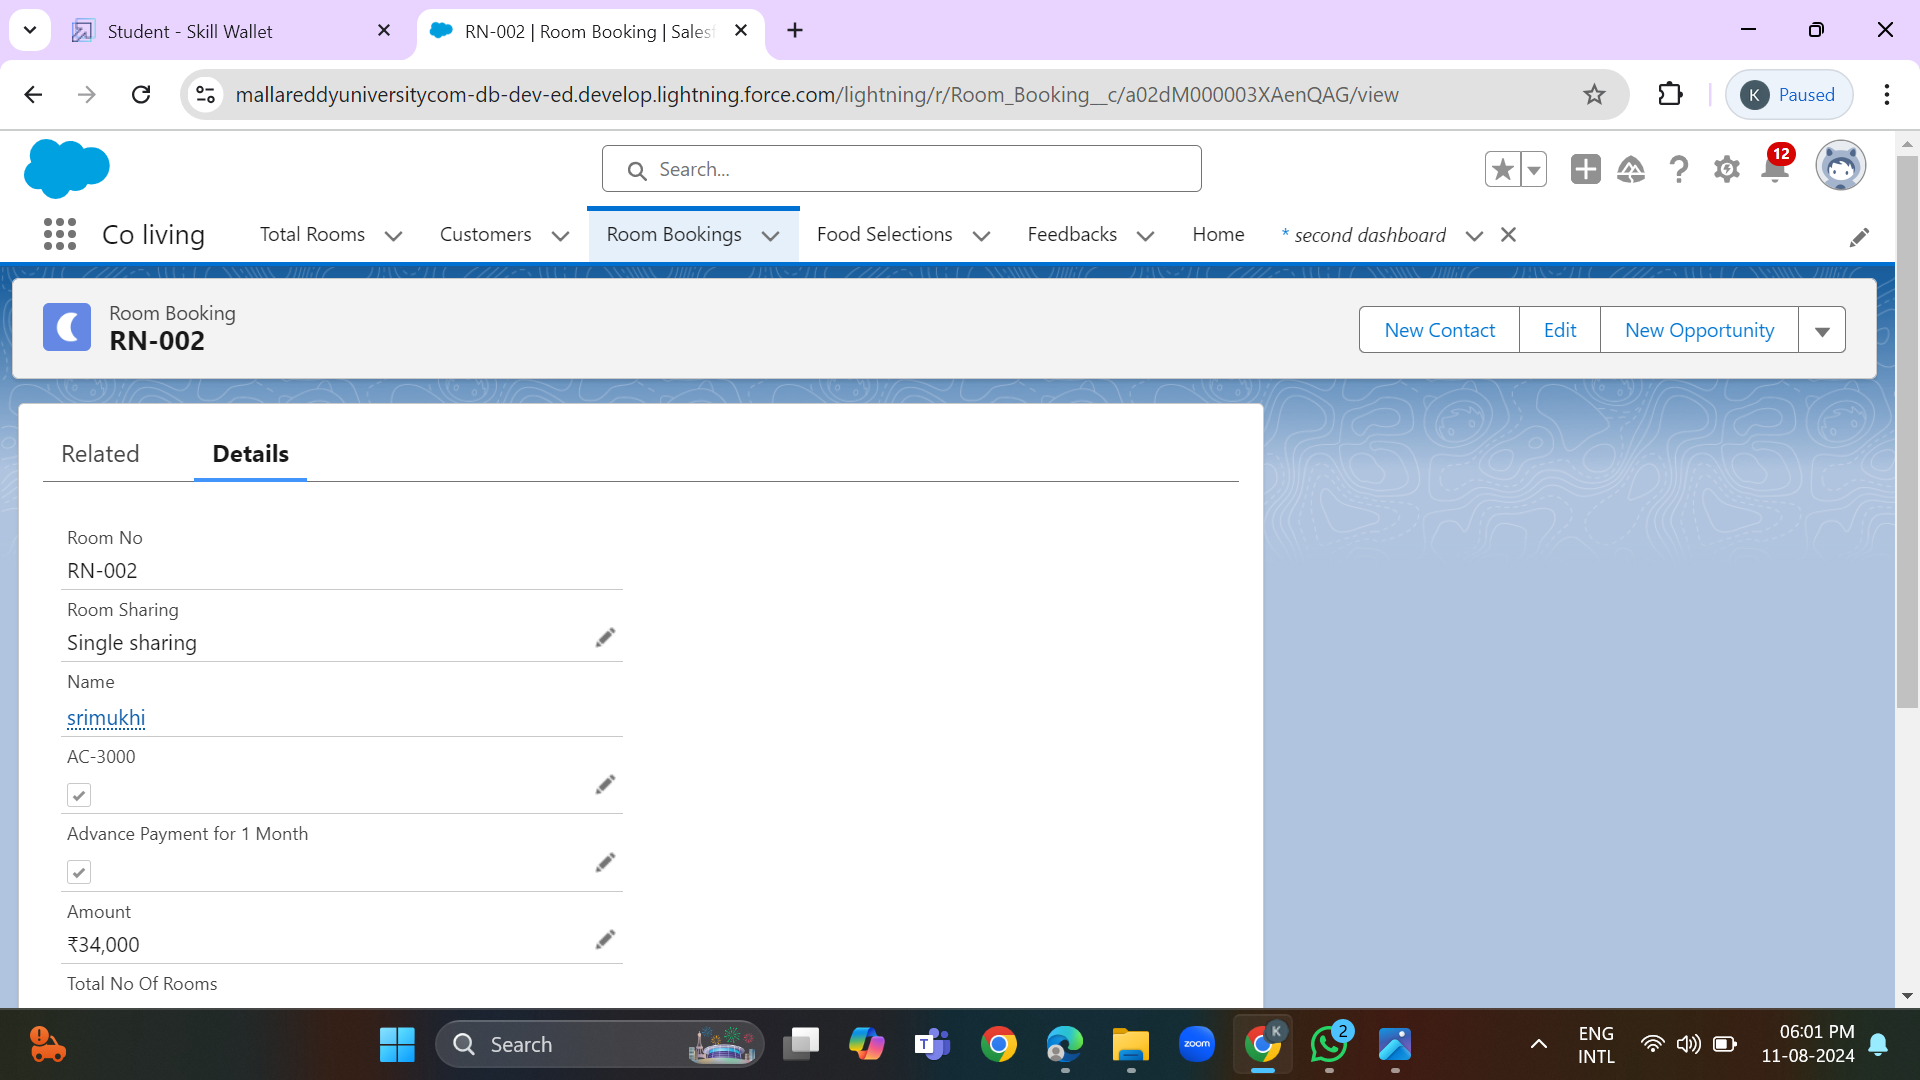 Student - Skill Wallet
RN-002 | Room Booking | Sales
mallareddyuniversitycom-db-dev-ed.develop.lightning.force.com/lightning/r/Room_Booking__c/a02dM000003XAenQAG/view
K Paused
Search...
12
Co living
Total Rooms
Customers
Room Bookings
Food Selections
Feedbacks
Home
* second dashboard
Room Booking
RN-002
New Contact
Edit
New Opportunity
Related
Details
Room No
RN-002
Room Sharing
Single sharing
Name
srimukhi
AC-3000
Advance Payment for 1 Month
Amount
₹34,000
Total No Of Rooms
Search
T
zoom
K
2
ENG
INTL
06:01 PM
11-08-2024